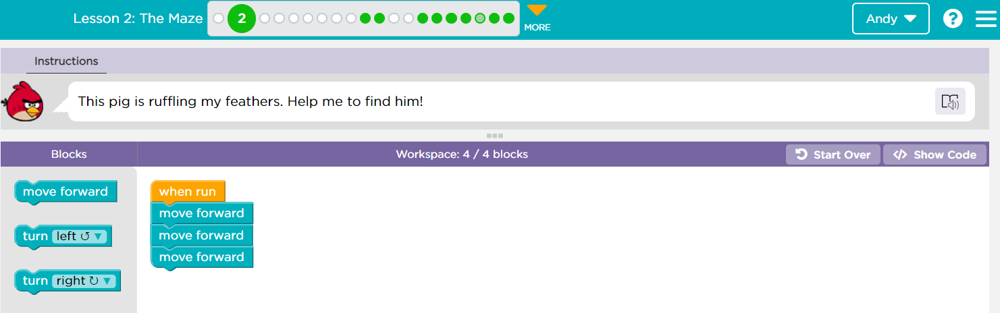 Lesson 2: The Maze 2 MORE Andy ?
Instructions
This pig is ruffling my feathers. Help me to find him!
Blocks Workspace: 4 / 4 blocks Start Over </> Show Code
move forward
turn left ↺ ▼
turn right ↻ ▼
when run
move forward
move forward
move forward